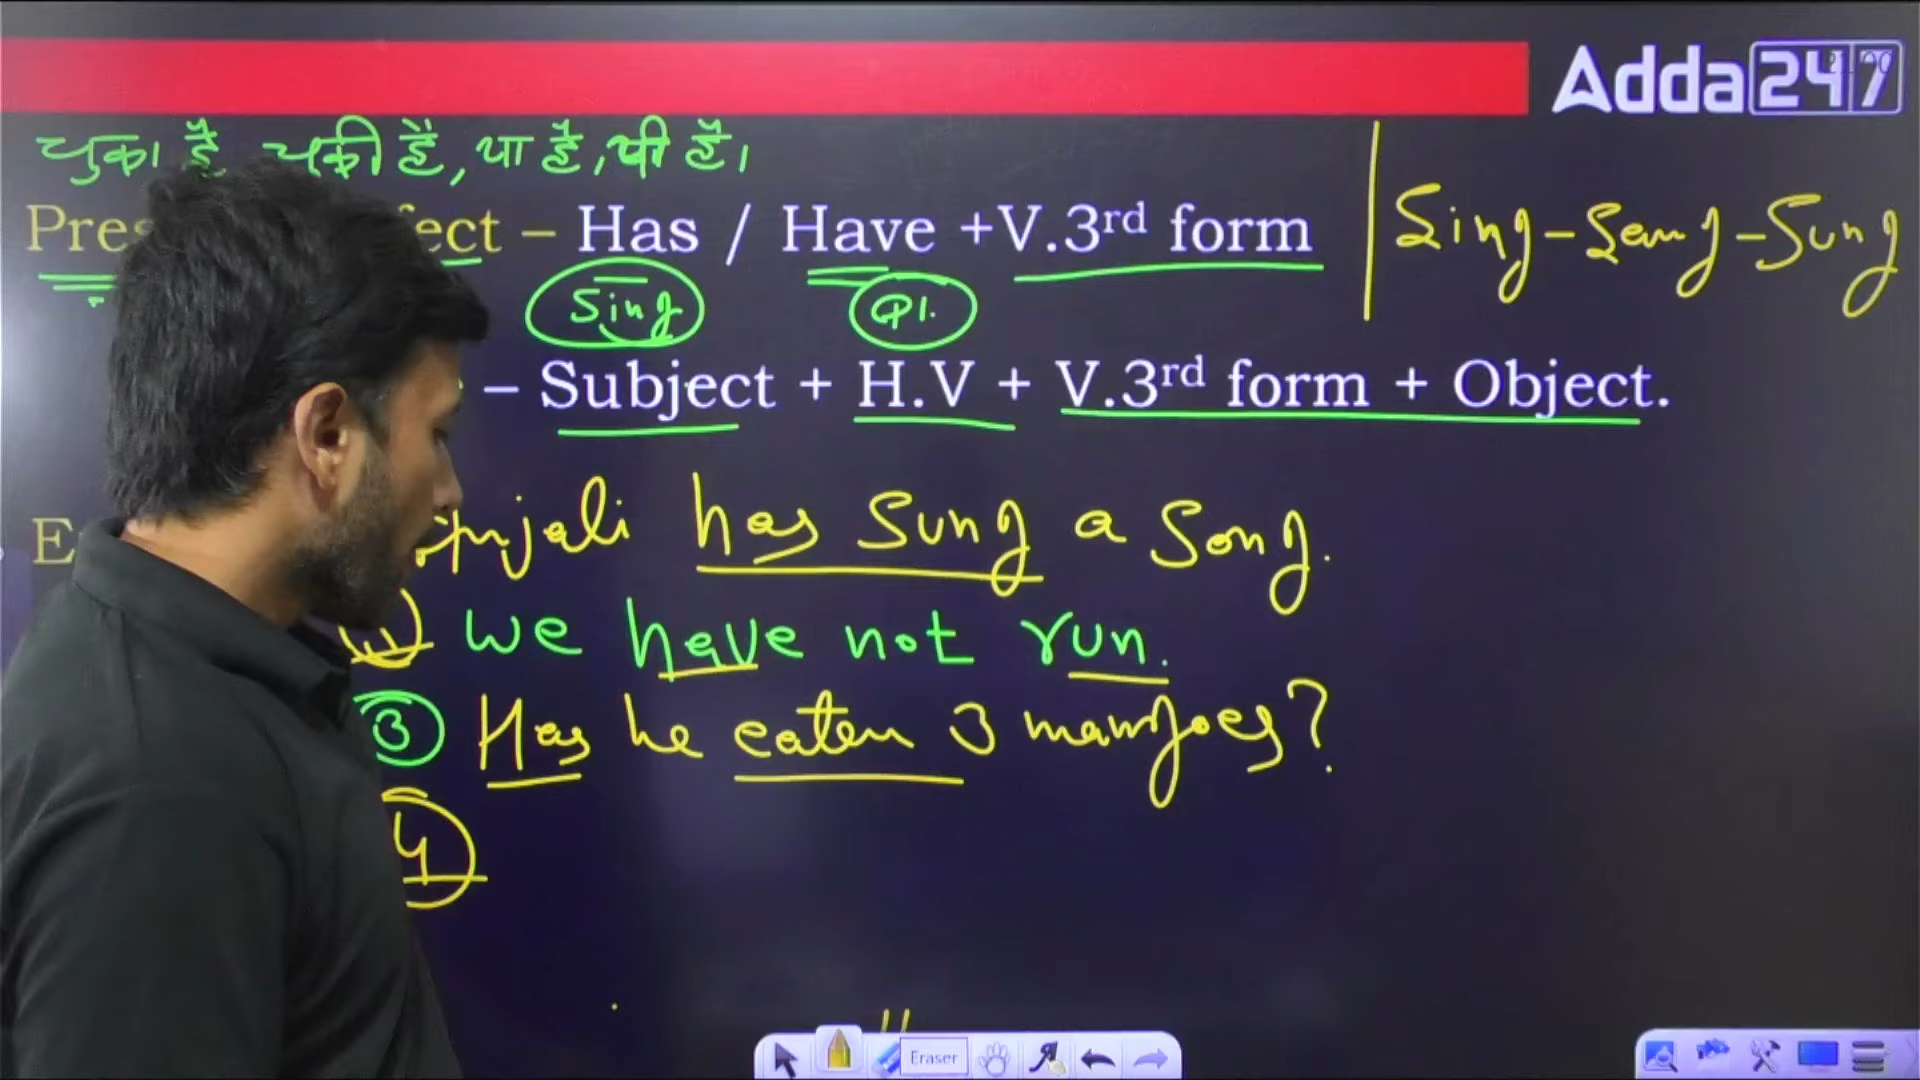 Adda247
चुका है चुकी है, या है, यी है।
Pres ect – Has / Have +V.3rd form
Sing – Sang – Sung
Sing Pl.
– Subject + H.V + V.3rd form + Object.
Anjali has Sung a Song.
we have not run.
③ Has he eaten 3 mangoes?
④
Eraser